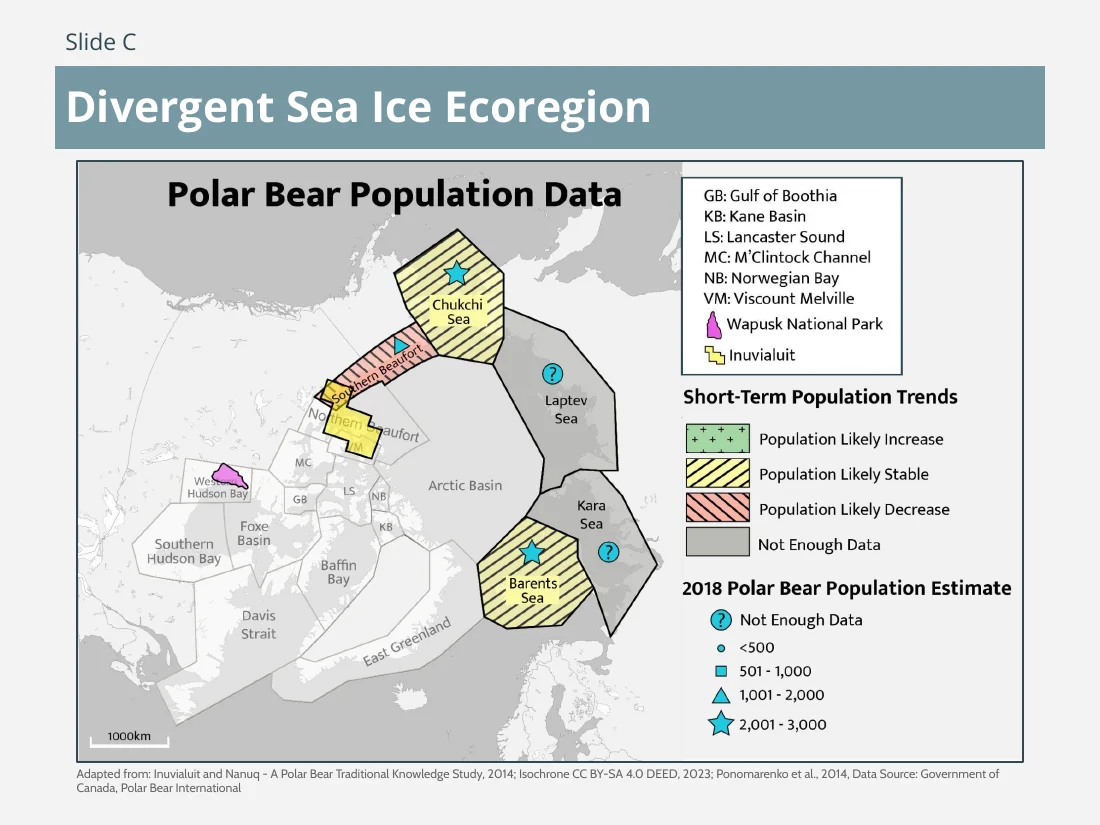 Slide C
Divergent Sea Ice Ecoregion
Polar Bear Population Data
GB: Gulf of Boothia
KB: Kane Basin
LS: Lancaster Sound
MC: M'Clintock Channel
NB: Norwegian Bay
VM: Viscount Melville
Wapusk National Park
Inuvialuit
Chukchi
Sea
Southern Beaufort
Northern Beaufort
VM
?
Laptev
Sea
MC
Western
Hudson Bay
GB
LS
NB
KB
Arctic Basin
Kara
Sea
?
Foxe
Basin
Southern
Hudson Bay
Baffin
Bay
Barents
Sea
Davis
Strait
East Greenland
1000km
Short-Term Population Trends
Population Likely Increase
Population Likely Stable
Population Likely Decrease
Not Enough Data
2018 Polar Bear Population Estimate
? Not Enough Data
<500
501 - 1,000
1,001 - 2,000
2,001 - 3,000
Adapted from: Inuvialuit and Nanuq - A Polar Bear Traditional Knowledge Study, 2014; Isochrone CC BY-SA 4.0 DEED, 2023; Ponomarenko et al., 2014, Data Source: Government of
Canada, Polar Bear International